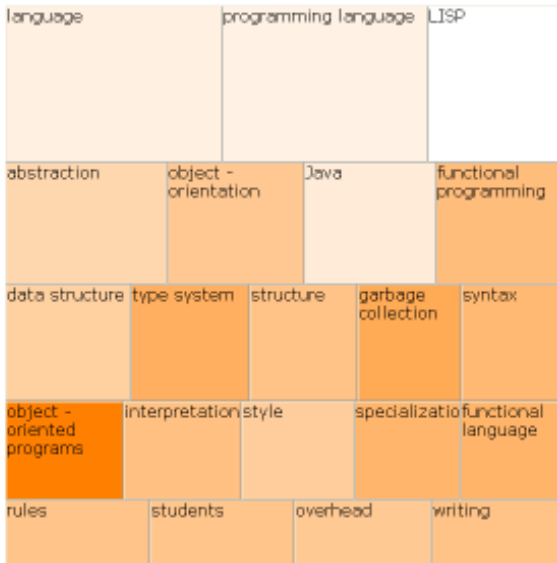 language
programming language
LISP
abstraction
object -
orientation
Java
functional
programming
data structure
type system
structure
garbage
collection
syntax
object -
oriented
programs
interpretation
style
specializatio
functional
language
rules
students
overhead
writing